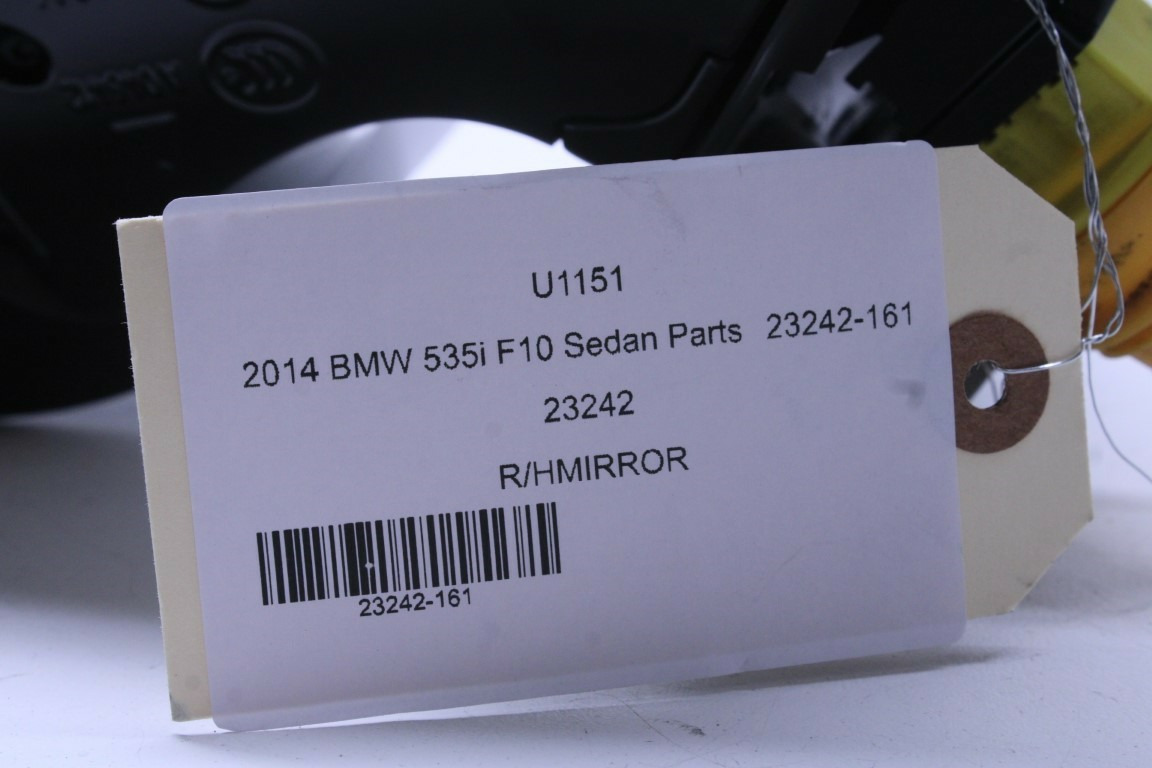 U1151
2014 BMW 535i F10 Sedan Parts 23242-161
23242
R/HMIRROR
23242-161